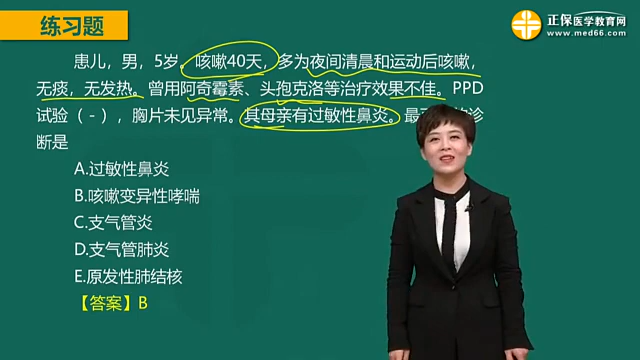 练习题
正保医学教育网
www.med66.com
患儿，男，5岁。咳嗽40天，多为夜间清晨和运动后咳嗽，
无痰，无发热。曾用阿奇霉素、头孢克洛等治疗效果不佳。PPD
试验（-），胸片未见异常。其母亲有过敏性鼻炎。最 诊
断是
A.过敏性鼻炎
B.咳嗽变异性哮喘
C.支气管炎
D.支气管肺炎
E.原发性肺结核
【答案】B